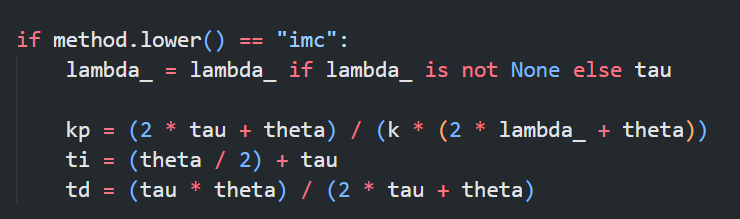 if method.lower() == "imc":
    lambda_ = lambda_ if lambda_ is not None else tau
    kp = (2 * tau + theta) / (k * (2 * lambda_ + theta))
    ti = (theta / 2) + tau
    td = (tau * theta) / (2 * tau + theta)